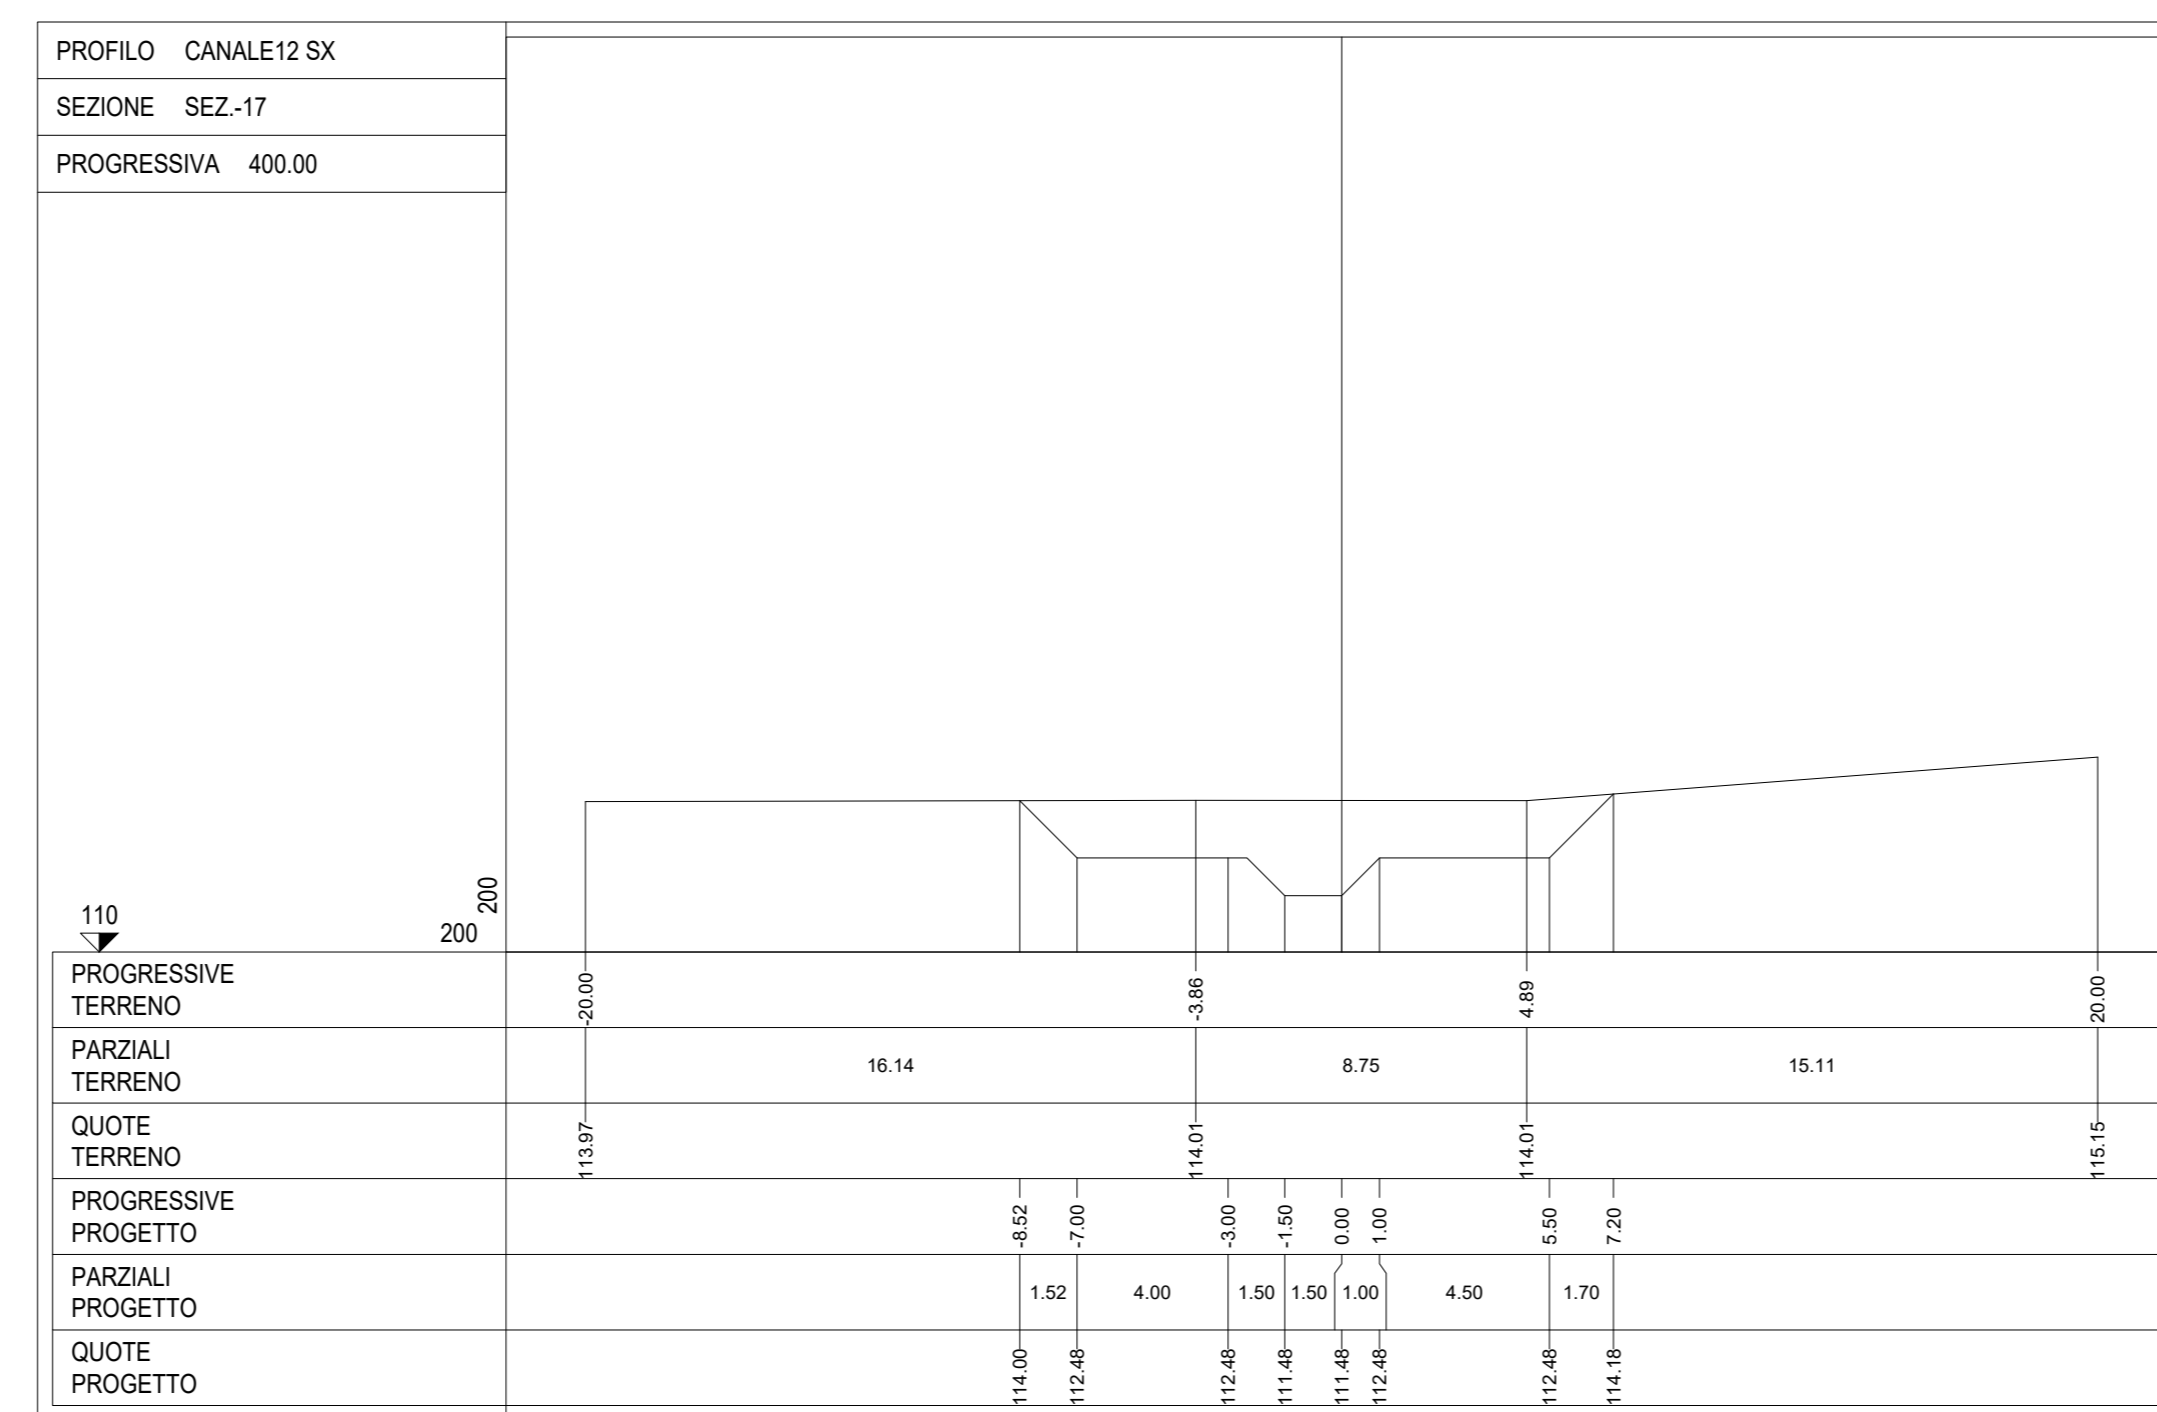 PROFILO CANALE12 SX
SEZIONE SEZ.-17
PROGRESSIVA 400.00
200
110
200
PROGRESSIVE
TERRENO
-20.00 -3.86 4.89 20.00
PARZIALI
TERRENO
16.14 8.75 15.11
QUOTE
TERRENO
113.97 114.01 114.01 115.15
PROGRESSIVE
PROGETTO
-8.52 -7.00 -3.00 -1.50 0.00 1.00 5.50 7.20
PARZIALI
PROGETTO
1.52 4.00 1.50 1.50 1.00 4.50 1.70
QUOTE
PROGETTO
114.00 112.48 112.48 111.48 111.48 112.48 112.48 114.18